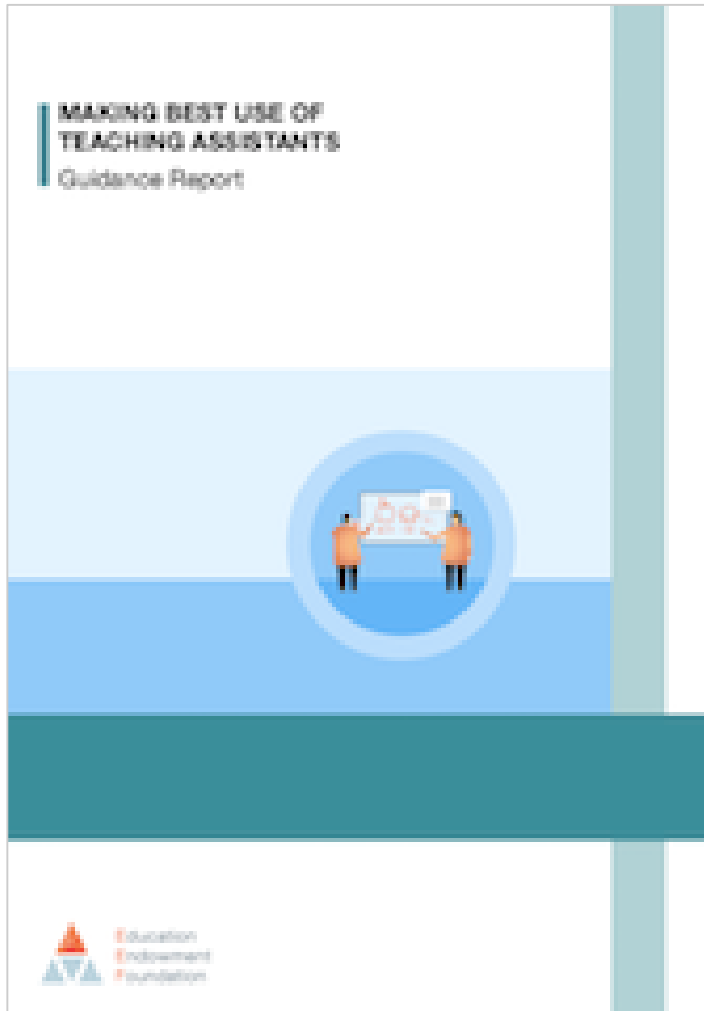 MAKING BEST USE OF
TEACHING ASSISTANTS
Guidance Report
Education
Endowment
Foundation